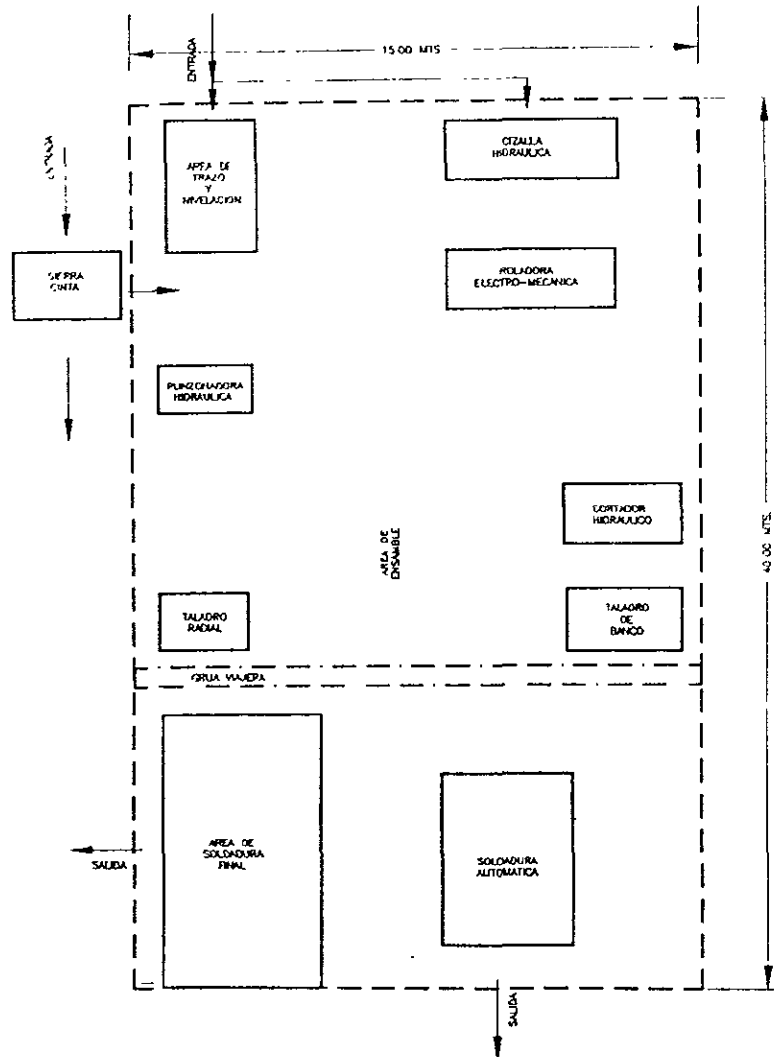 15.00 MTS.
ENTRADA
AREA DE
TRAZO
Y
NIVELACION
CIZALLA
HIDRAULICA
ENTRADA
SIERRA
CINTA
ROLADORA
ELECTRO-MECANICA
PUNZONADORA
HIDRAULICA
CORTADOR
HIDRAULICO
AREA DE
ENSAMBLE
40.00 MTS.
TALADRO
RADIAL
TALADRO
DE
BANCO
GRUA VIAJERA
AREA DE
SOLDADURA
FINAL
SOLDADURA
AUTOMATICA
SALIDA
SALIDA